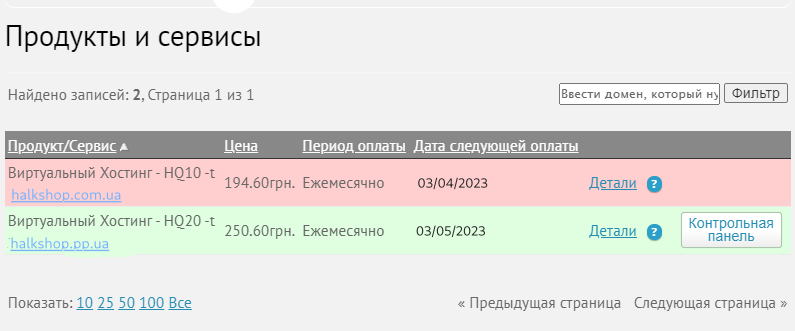 Продукты и сервисы
Найдено записей: 2, Страница 1 из 1
Ввести домен, который ну Фильтр
Продукт/Сервис Цена Период оплаты Дата следующей оплаты
Виртуальный Хостинг - HQ10 -t
halkshop.com.ua
194.60грн. Ежемесячно 03/04/2023 Детали ?
Виртуальный Хостинг - HQ20 -t
halkshop.pp.ua
250.60грн. Ежемесячно 03/05/2023 Детали ?
Контрольная
панель
Показать: 10 25 50 100 Все
« Предыдущая страница Следующая страница »